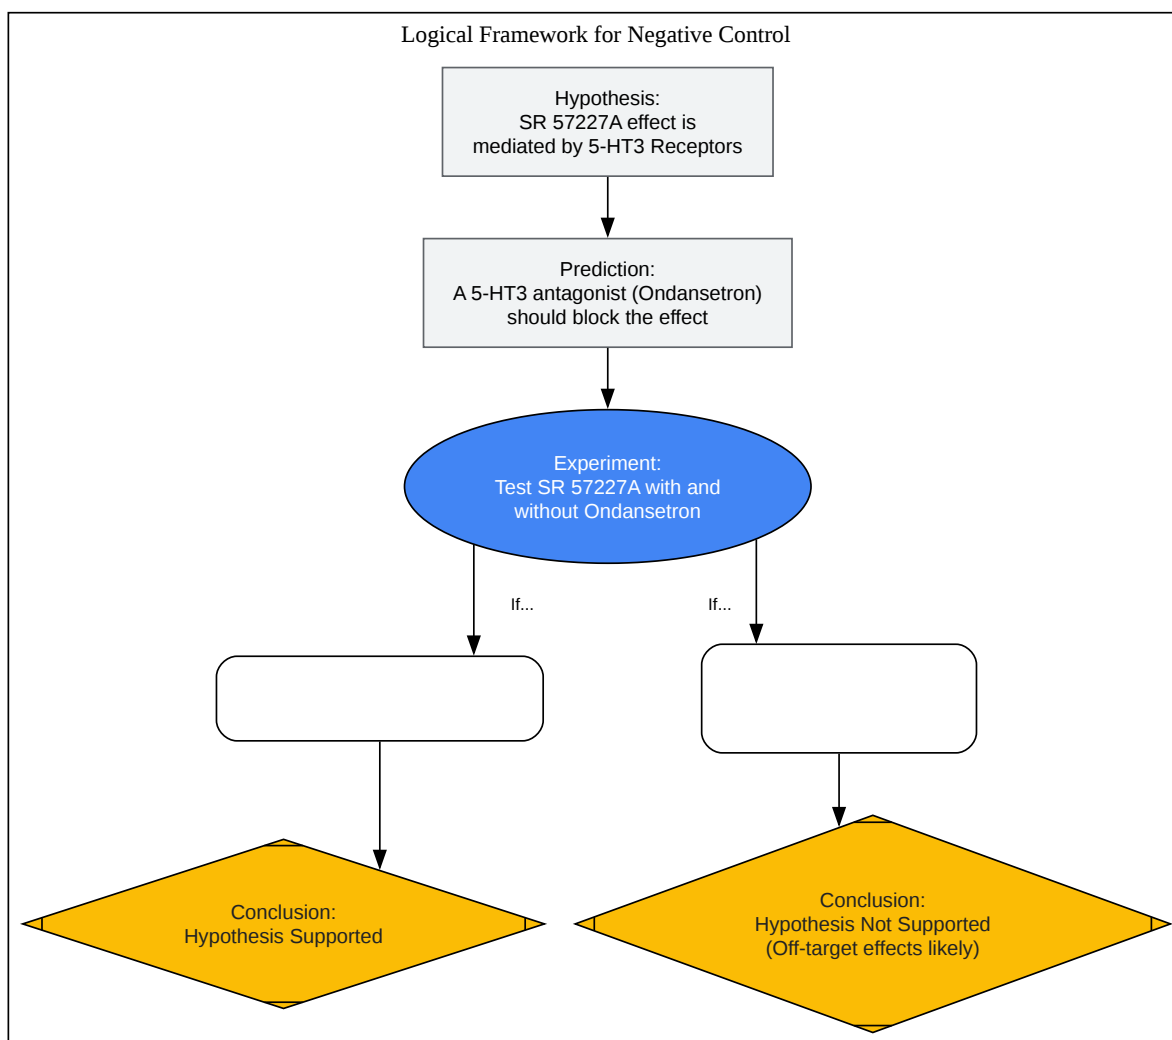 Logical Framework for Negative Control
Hypothesis:
SR 57227A effect is
mediated by 5-HT3 Receptors
Prediction:
A 5-HT3 antagonist (Ondansetron)
should block the effect
Experiment:
Test SR 57227A with and
without Ondansetron
If...
If...
Conclusion:
Hypothesis Supported
Conclusion:
Hypothesis Not Supported
(Off-target effects likely)